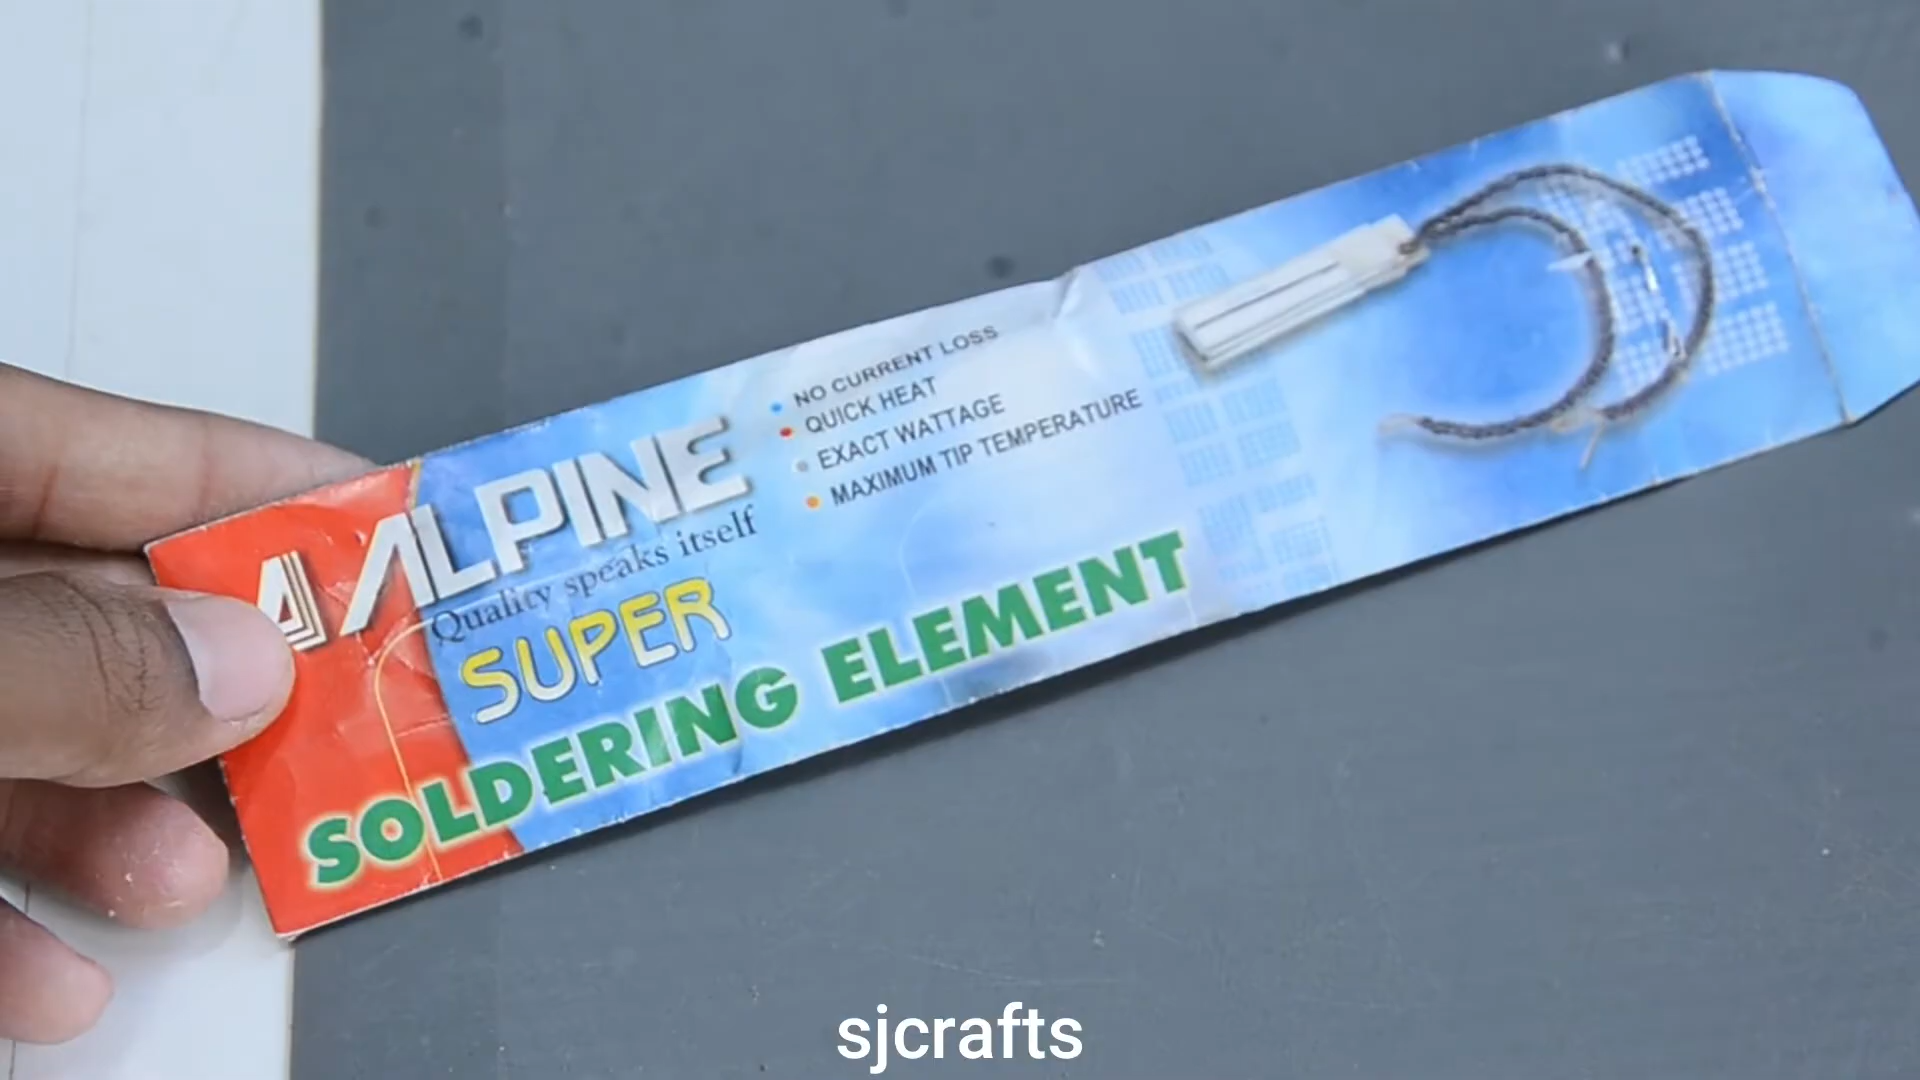 ALPINE
Quality speaks itself
SUPER
SOLDERING ELEMENT
NO CURRENT LOSS
QUICK HEAT
EXACT WATTAGE
MAXIMUM TIP TEMPERATURE
sjcrafts